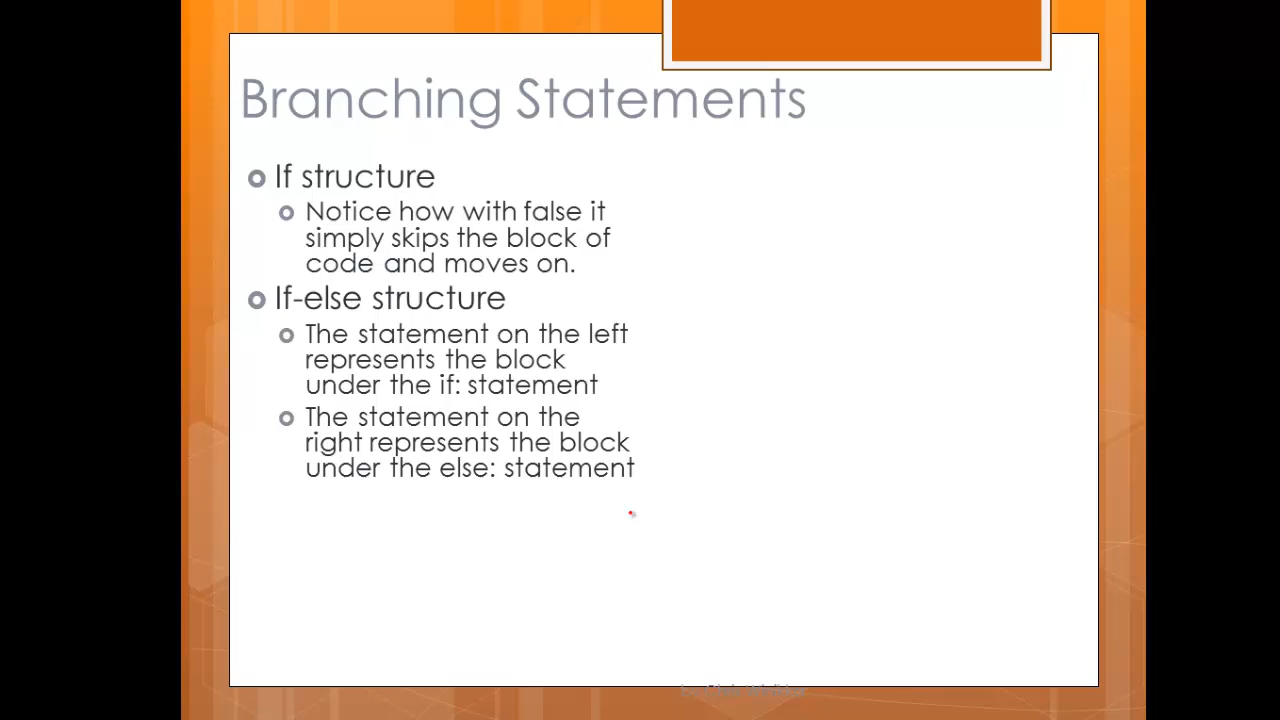 Branching Statements
If structure
Notice how with false it
simply skips the block of
code and moves on.
If-else structure
The statement on the left
represents the block
under the if: statement
The statement on the
right represents the block
under the else: statement
by Chris